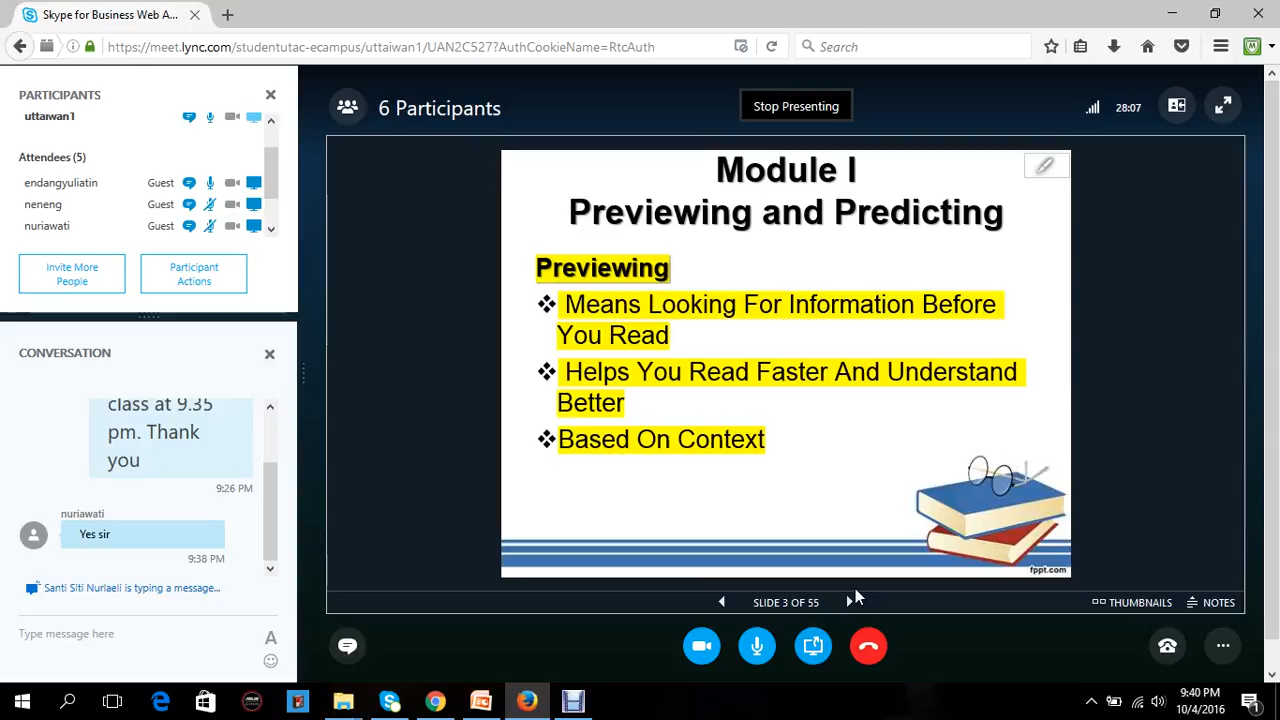 Skype for Business Web A...
https://meet.lync.com/studentutac-ecampus/uttaiwan1/UAN2C527?AuthCookieName=RtcAuth
Search
PARTICIPANTS
uttaiwan1
Attendees (5)
endangyuliatin Guest
neneng Guest
nuriawati Guest
Invite More
People
Participant
Actions
CONVERSATION
class at 9.35
pm. Thank
you
9:26 PM
nuriawati
Yes sir
9:38 PM
Santi Siti Nurlaeli is typing a message...
Type message here
A
6 Participants
Stop Presenting
28:07
Module I
Previewing and Predicting
Previewing
❖ Means Looking For Information Before
You Read
❖ Helps You Read Faster And Understand
Better
❖Based On Context
fppt.com
SLIDE 3 OF 55
THUMBNAILS
NOTES
9:40 PM
10/4/2016
1